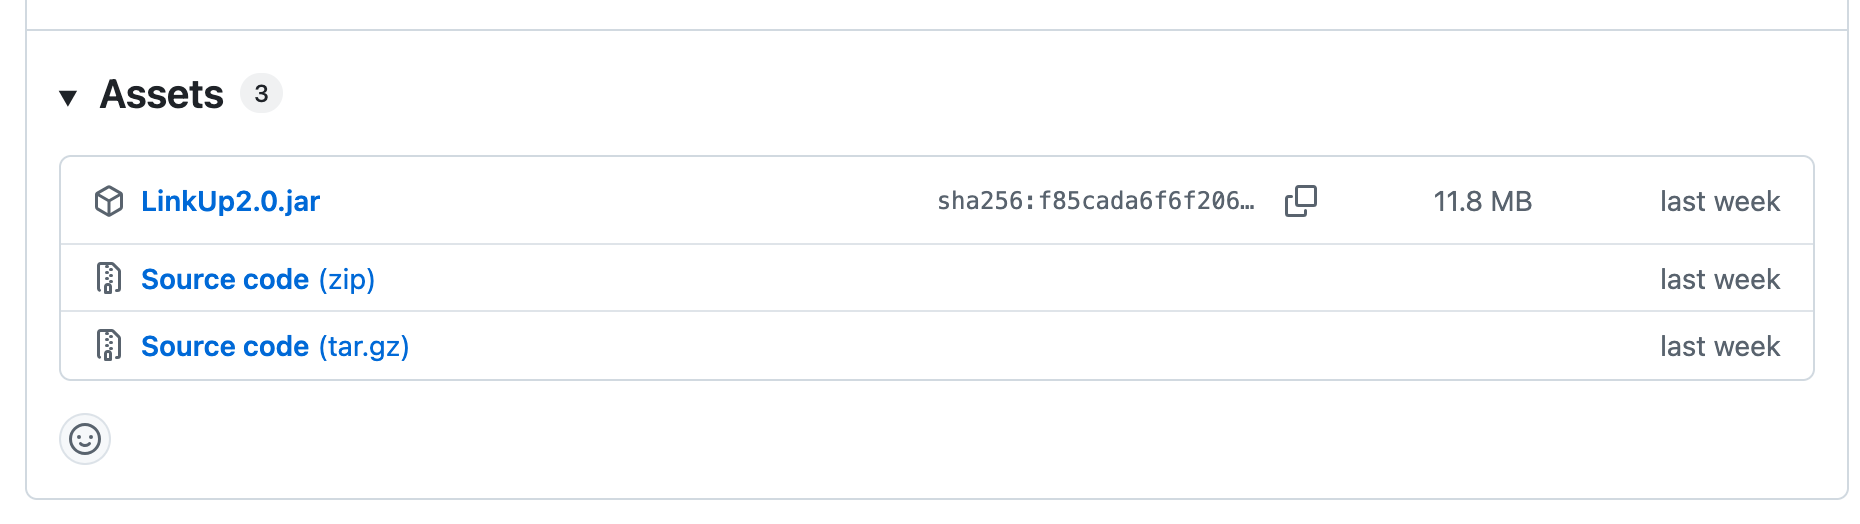 Assets 3
LinkUp2.0.jar sha256:f85cada6f6f206… 11.8 MB last week
Source code (zip) last week
Source code (tar.gz) last week